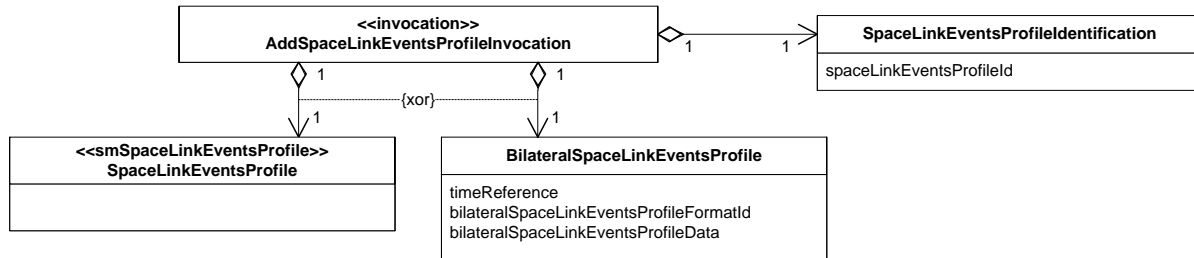 <<invocation>>
AddSpaceLinkEventsProfileInvocation
1
1
SpaceLinkEventsProfileIdentification
spaceLinkEventsProfileId
1
1
{xor}
1
1
<<smSpaceLinkEventsProfile>>
SpaceLinkEventsProfile
BilateralSpaceLinkEventsProfile
timeReference
bilateralSpaceLinkEventsProfileFormatId
bilateralSpaceLinkEventsProfileData